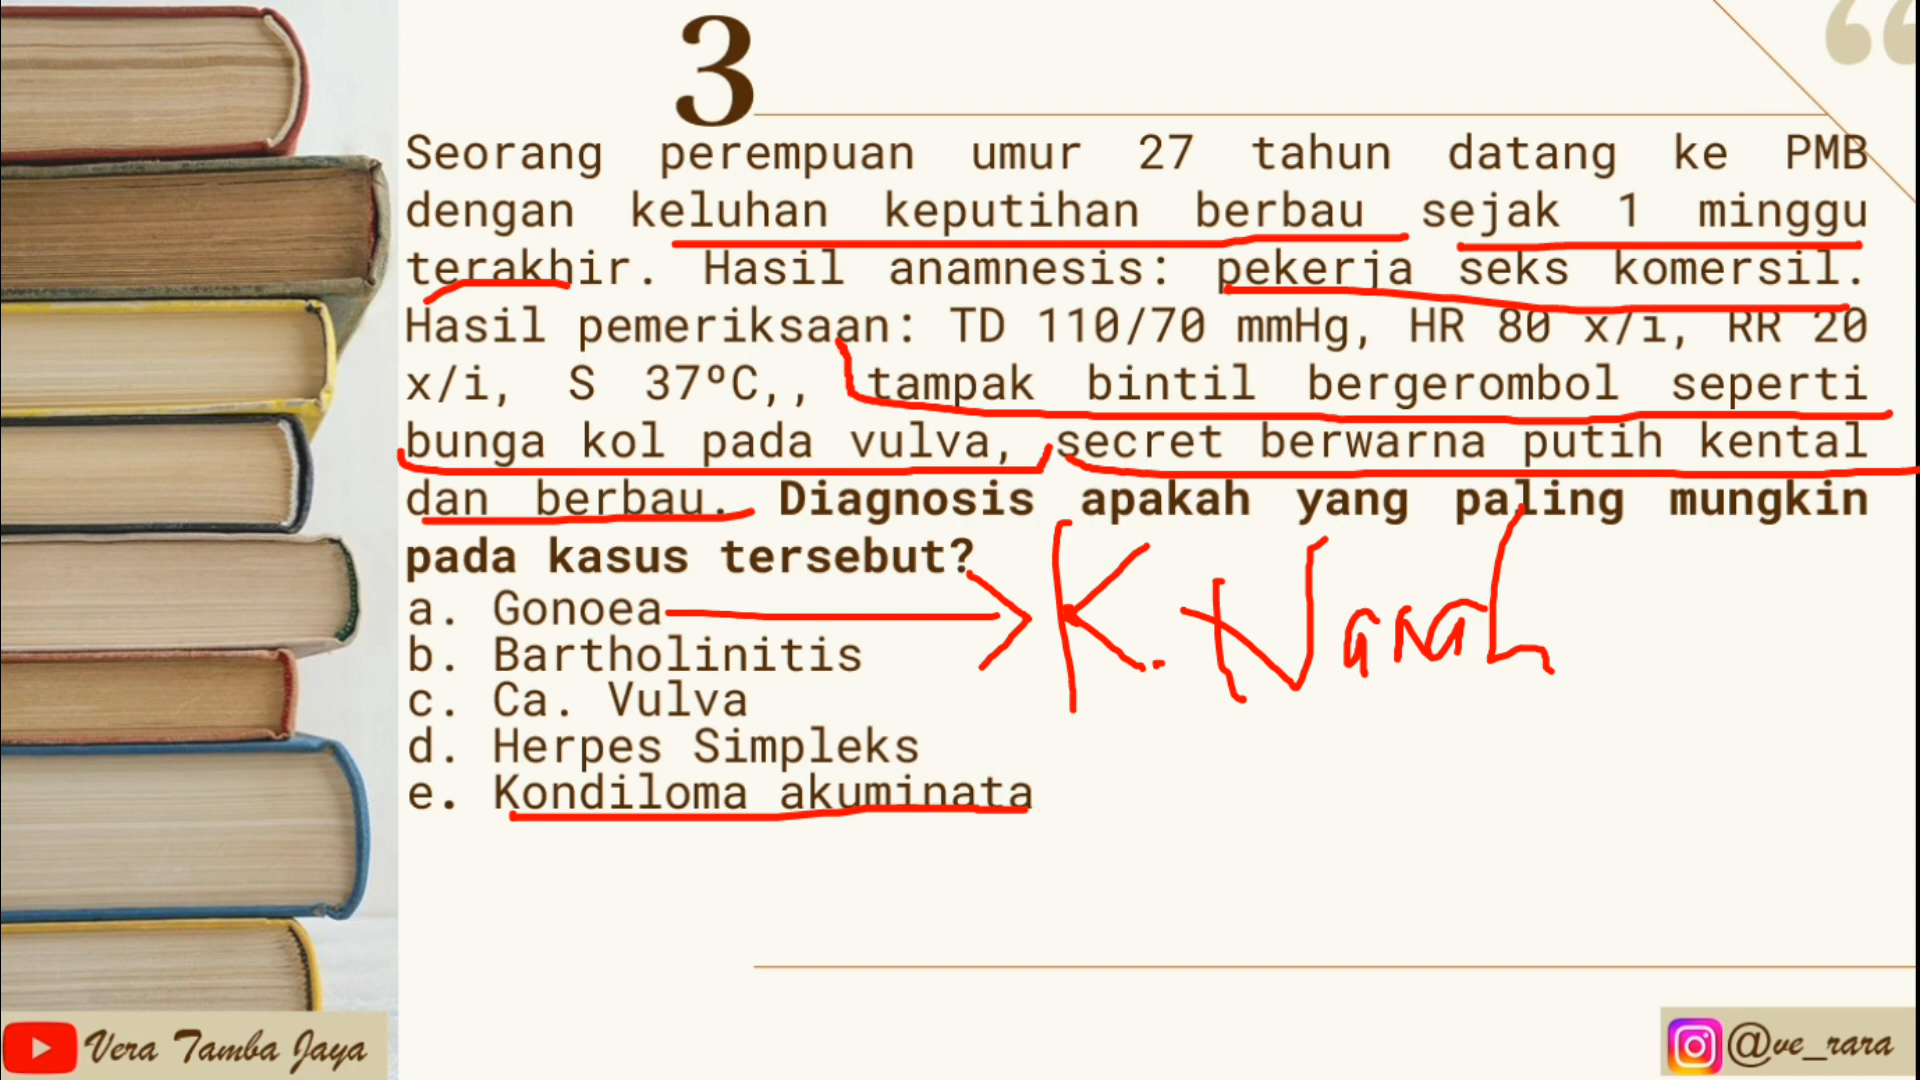 3
Seorang perempuan umur 27 tahun datang ke PMB
dengan keluhan keputihan berbau sejak 1 minggu
terakhir. Hasil anamnesis: pekerja seks komersil.
Hasil pemeriksaan: TD 110/70 mmHg, HR 80 x/i, RR 20
x/i, S 37ºC,, tampak bintil bergerombol seperti
bunga kol pada vulva, secret berwarna putih kental
dan berbau. Diagnosis apakah yang paling mungkin
pada kasus tersebut?
a. Gonoea
K. Nanah
b. Bartholinitis
c. Ca. Vulva
d. Herpes Simpleks
e. Kondiloma akuminata
Vera Tamba Jaya
@ve_rara